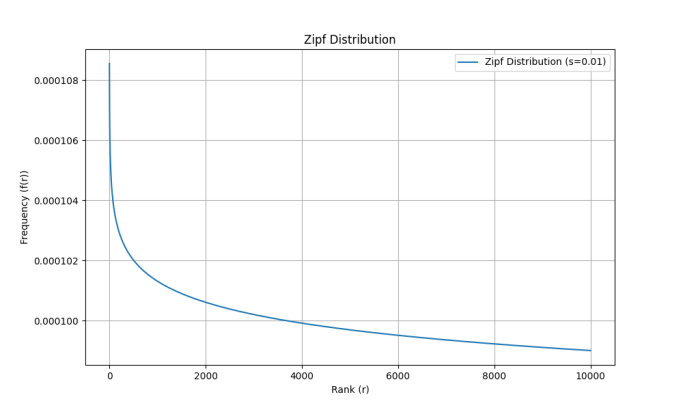 Zipf Distribution
Zipf Distribution (s=0.01)
0.000108
0.000106
0.000104
0.000102
0.000100
Frequency (f(r))
0 2000 4000 6000 8000 10000
Rank (r)